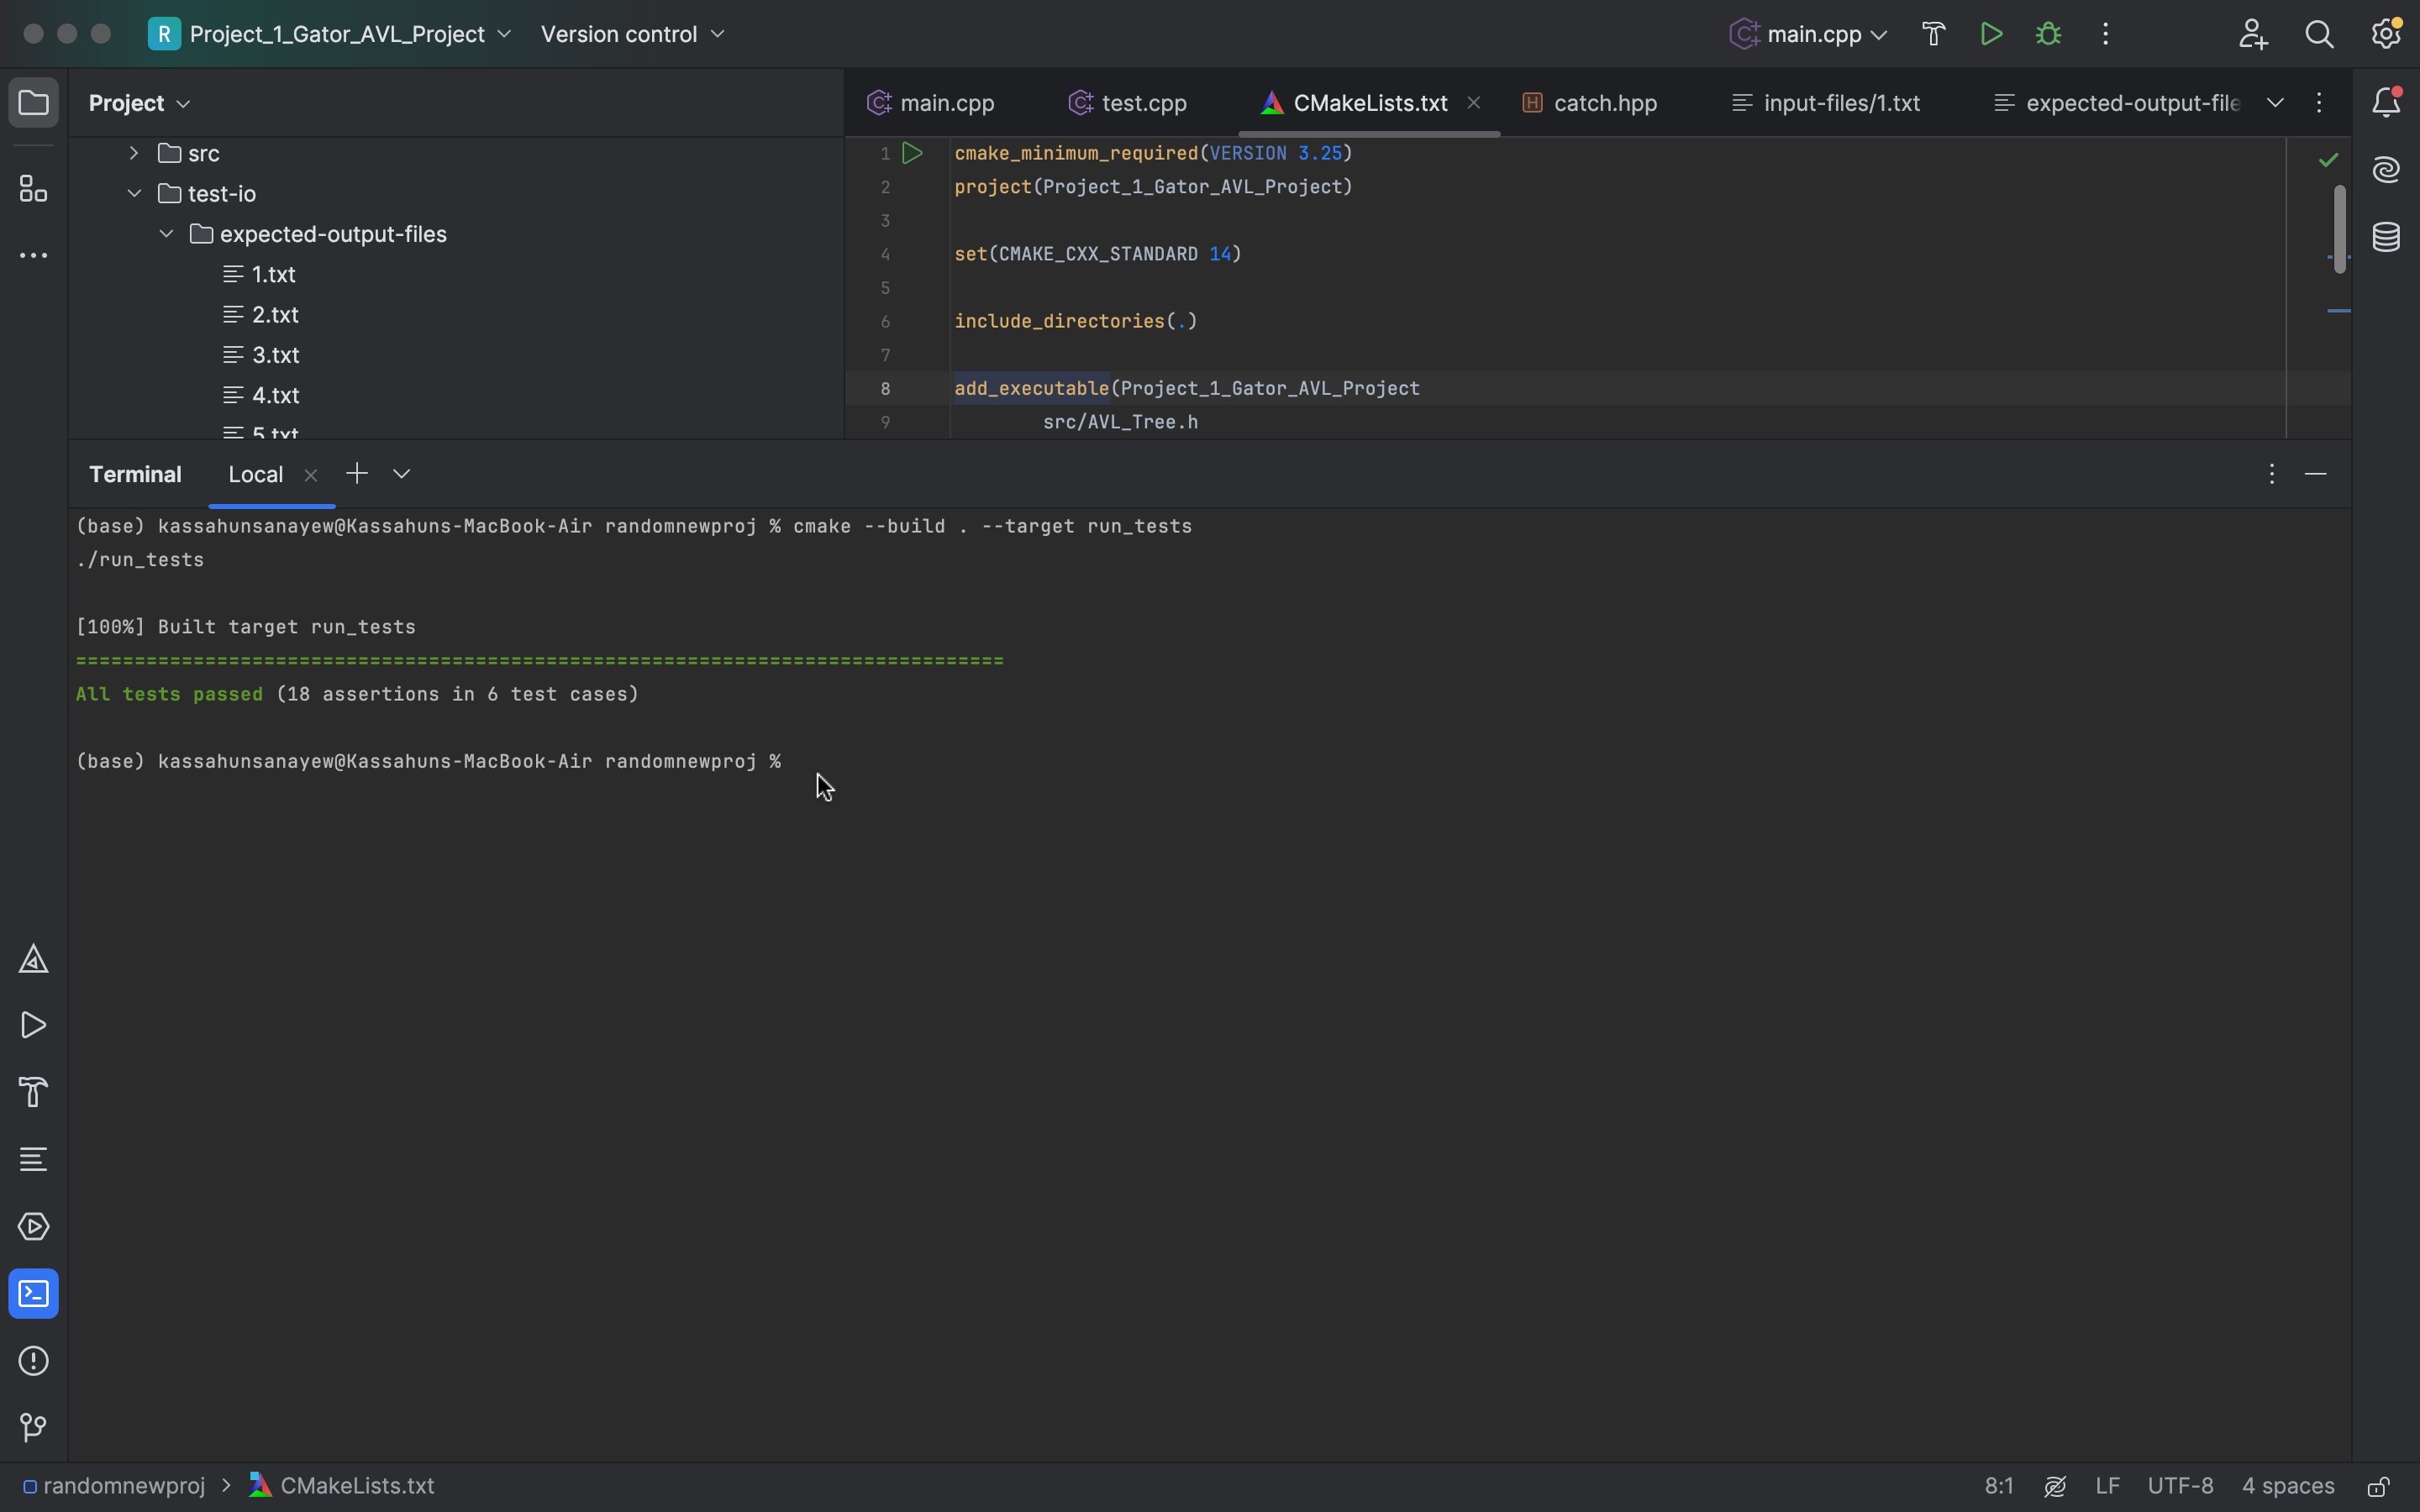 R Project_1_Gator_AVL_Project Version control main.cpp
Project
main.cpp test.cpp CMakeLists.txt catch.hpp input-files/1.txt expected-output-file
src
test-io
expected-output-files
1.txt
2.txt
3.txt
4.txt
5.txt
1 cmake_minimum_required(VERSION 3.25)
2 project(Project_1_Gator_AVL_Project)
3
4 set(CMAKE_CXX_STANDARD 14)
5
6 include_directories(.)
7
8 add_executable(Project_1_Gator_AVL_Project
9 src/AVL_Tree.h
Terminal Local
(base) kassahunsanayew@Kassahuns-MacBook-Air randomnewproj % cmake --build . --target run_tests
./run_tests
[100%] Built target run_tests
===============================================================================
All tests passed (18 assertions in 6 test cases)
(base) kassahunsanayew@Kassahuns-MacBook-Air randomnewproj %
randomnewproj > CMakeLists.txt 8:1 LF UTF-8 4 spaces